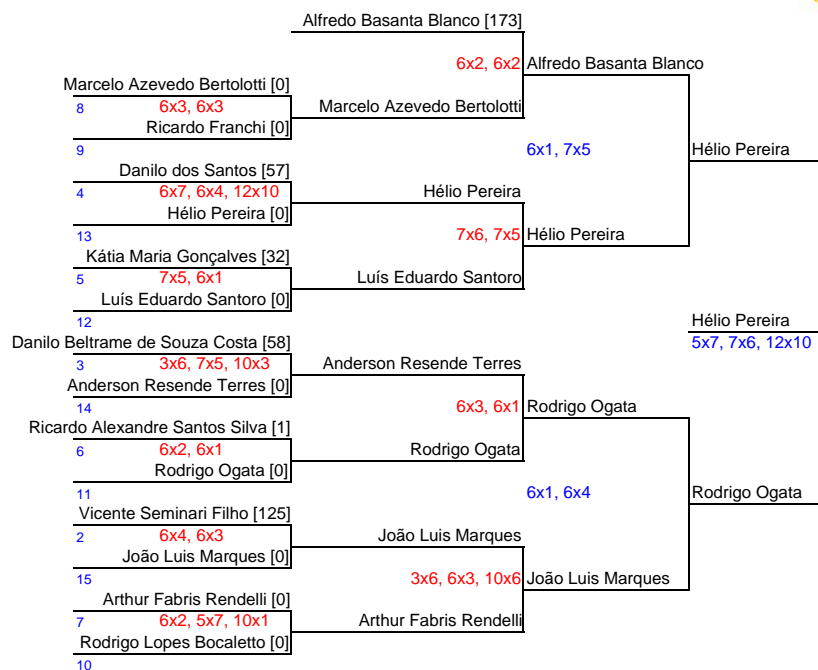 Alfredo Basanta Blanco [173]
6x2, 6x2 Alfredo Basanta Blanco
Marcelo Azevedo Bertolotti [0]
8 6x3, 6x3 Marcelo Azevedo Bertolotti
Ricardo Franchi [0]
9 6x1, 7x5 Hélio Pereira
Danilo dos Santos [57]
4 6x7, 6x4, 12x10 Hélio Pereira
Hélio Pereira [0]
13 7x6, 7x5 Hélio Pereira
Kátia Maria Gonçalves [32]
5 7x5, 6x1 Luís Eduardo Santoro
Luís Eduardo Santoro [0]
12 Hélio Pereira
Danilo Beltrame de Souza Costa [58] 5x7, 7x6, 12x10
3 3x6, 7x5, 10x3 Anderson Resende Terres
Anderson Resende Terres [0]
14 6x3, 6x1 Rodrigo Ogata
Ricardo Alexandre Santos Silva [1]
6 6x2, 6x1 Rodrigo Ogata
Rodrigo Ogata [0]
11 6x1, 6x4 Rodrigo Ogata
Vicente Seminari Filho [125]
2 6x4, 6x3 João Luis Marques
João Luis Marques [0]
15 3x6, 6x3, 10x6 João Luis Marques
Arthur Fabris Rendelli [0]
7 6x2, 5x7, 10x1 Arthur Fabris Rendelli
Rodrigo Lopes Bocaletto [0]
10